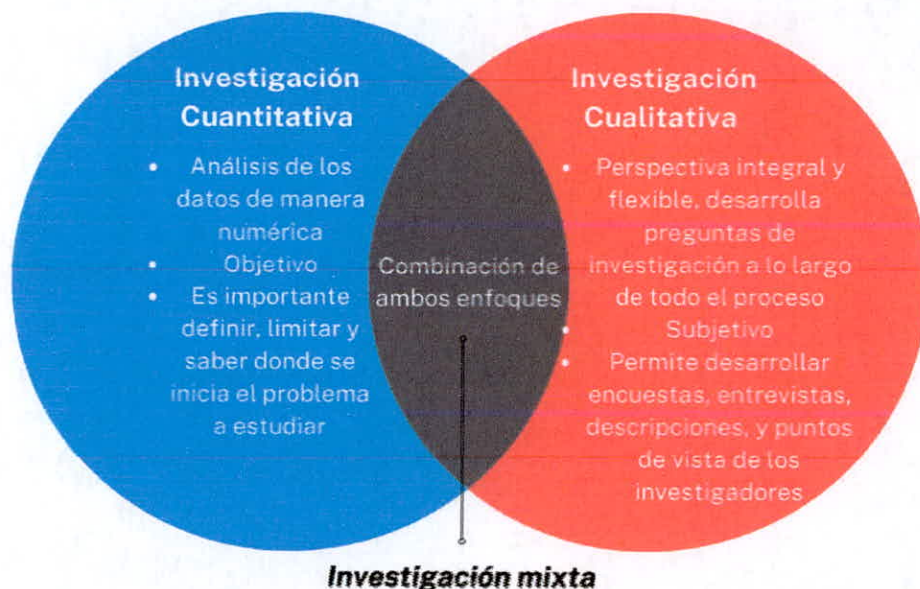 Investigación
Cuantitativa
• Análisis de los
datos de manera
numérica
• Objetivo
• Es importante
definir, limitar y
saber donde se
inicia el problema
a estudiar
Combinación de
ambos enfoques
Investigación
Cualitativa
• Perspectiva integral y
flexible, desarrolla
preguntas de
investigación a lo largo
de todo el proceso
• Subjetivo
• Permite desarrollar
encuestas, entrevistas,
descripciones, y puntos
de vista de los
investigadores
Investigación mixta